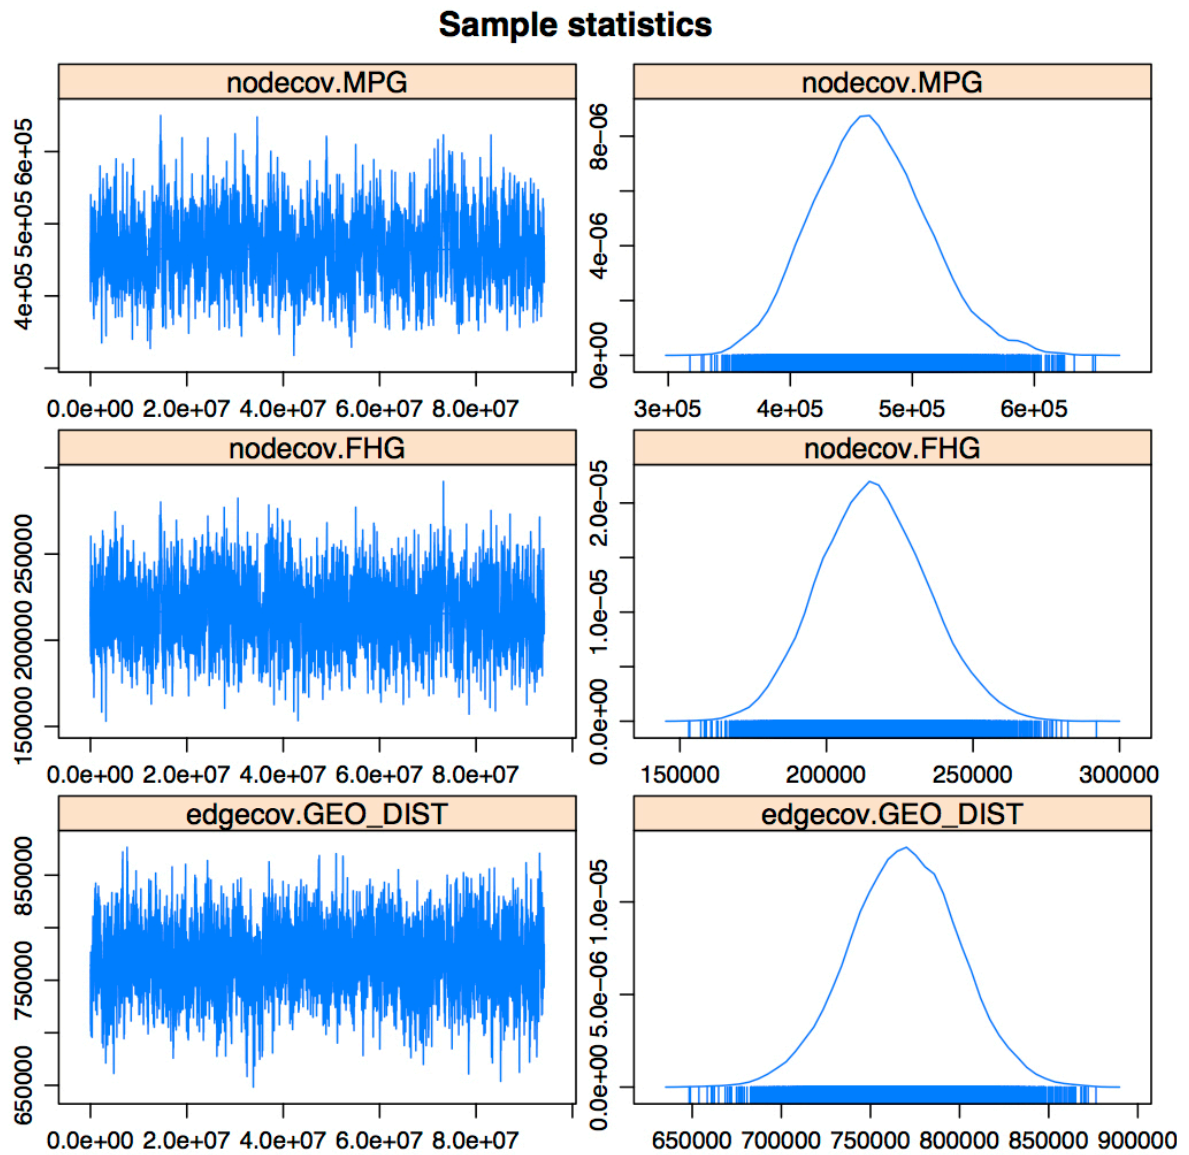 Sample statistics
nodecov.MPG
nodecov.MPG
4e+05 5e+05 6e+05
0.0e+00 2.0e+07 4.0e+07 6.0e+07 8.0e+07
0e+00 4e−06 8e−06
3e+05 4e+05 5e+05 6e+05
nodecov.FHG
nodecov.FHG
150000 200000 250000
0.0e+00 2.0e+07 4.0e+07 6.0e+07 8.0e+07
0.0e+00 1.0e−05 2.0e−05
150000 200000 250000 300000
edgecov.GEO_DIST
edgecov.GEO_DIST
650000 750000 850000
0.0e+00 2.0e+07 4.0e+07 6.0e+07 8.0e+07
0.0e+00 5.0e−06 1.0e−05
650000 700000 750000 800000 850000 900000